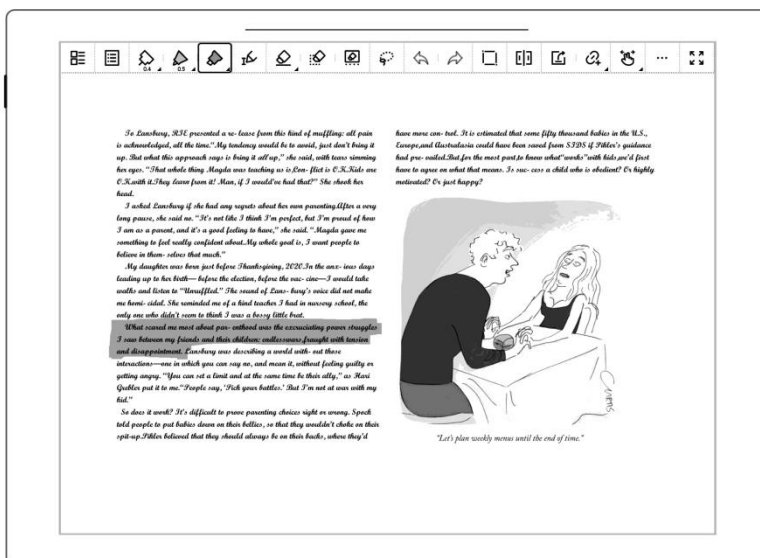 0.4
0.5
To Lansbury, RIE presented a re- lease from this kind of muffling: all pain
is acknowledged, all the time. "My tendency would be to avoid, just don't bring it
up. But what this approach says is bring it all up," she said, with tears rimming
her eyes. "That whole thing Magda was teaching us is,Con- flict is O.K.Kids are
O.K.with it.They learn from it! Man, if I would've had that?" She shook her
head.
I asked Lansbury if she had any regrets about her own parenting.After a very
long pause, she said no. "It's not like I think I'm perfect, but I'm proud of how
I am as a parent, and it's a good feeling to have," she said. "Magda gave me
something to feel really confident about.My whole goal is, I want people to
believe in them- selves that much."
My daughter was born just before Thanksgiving, 2020.In the anx- ious days
leading up to her birth— before the election, before the vac- cine—I would take
walks and listen to "Unruffled." The sound of Lans- bury's voice did not make
me homi- cidal. She reminded me of a kind teacher I had in nursery school, the
only one who didn't seem to think I was a bossy little brat.
What scared me most about par- enthood was the excruciating power struggles
I saw between my friends and their children: endlesswars,fraught with tension
and disappointment. Lansbury was describing a world with- out those
interactions—one in which you can say no, and mean it, without feeling guilty or
getting angry. "You can set a limit and at the same time be their ally," as Hari
Grebler put it to me."People say, 'Pick your battles.' But I'm not at war with my
kid."
So does it work? It's difficult to prove parenting choices right or wrong. Spock
told people to put babies down on their bellies, so that they wouldn't choke on their
spit-up.Pikler believed that they should always be on their backs, where they'd
have more con- trol. It is estimated that some fifty thousand babies in the U.S.,
Europe,and Australasia could have been saved from SIDS if Pikler's guidance
had pre- vailed.But,for the most part,to know what"works"with kids,we'd first
have to agree on what that means. Is suc- cess a child who is obedient? Or highly
motivated? Or just happy?
"Let's plan weekly menus until the end of time."